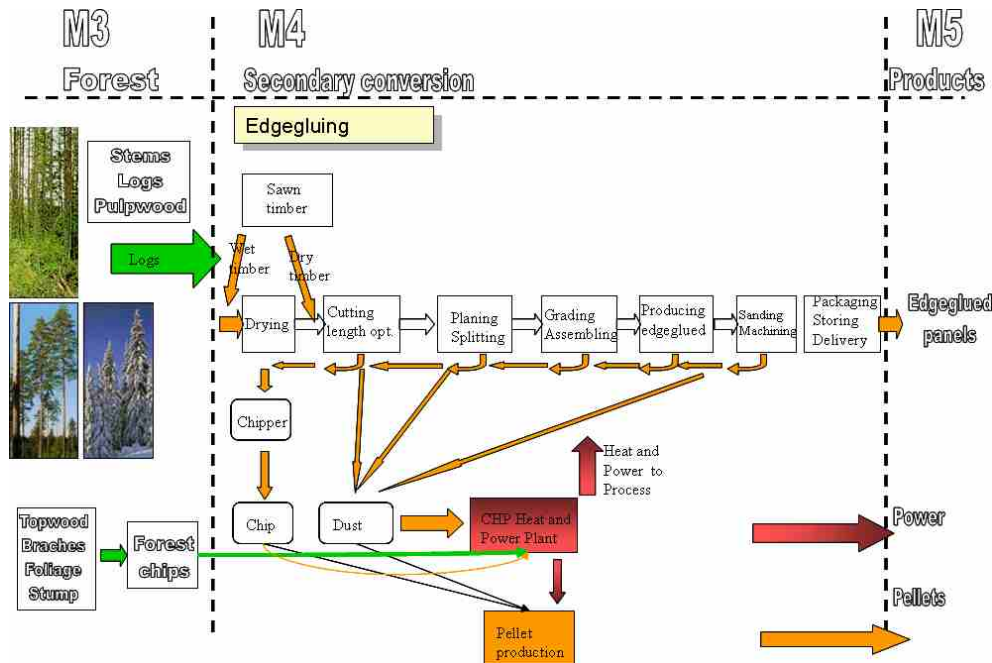 M3
Forest
M4
Secondary conversion
M5
Products
Edgegluing
Stems
Logs
Pulpwood
Sawn
timber
Logs
Wet
timber
Dry
timber
Drying
Cutting
length opt.
Planing
Splitting
Grading
Assembling
Producing
edgeglued
Sanding
Machining
Packaging
Storing
Delivery
Edgeglued
panels
Chipper
Heat and
Power to
Process
Chip
Dust
CHP Heat and
Power Plant
Power
Topwood
Braches
Foliage
Stump
Forest
chips
Pellets
Pellet
production